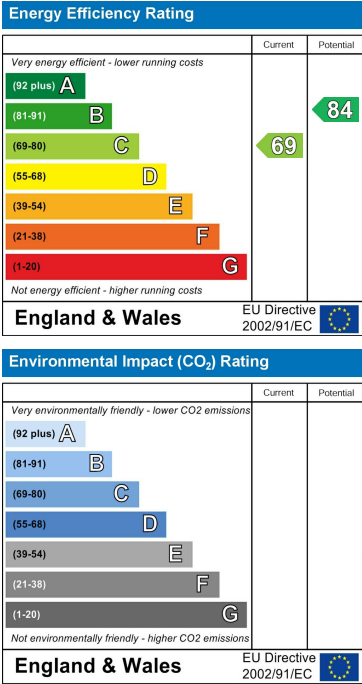 Energy Efficiency Rating
Current Potential
Very energy efficient - lower running costs
(92 plus) A
(81-91) B
84
(69-80) C
69
(55-68) D
(39-54) E
(21-38) F
(1-20) G
Not energy efficient - higher running costs
England & Wales
EU Directive
2002/91/EC
Environmental Impact (CO₂) Rating
Current Potential
Very environmentally friendly - lower CO2 emissions
(92 plus) A
(81-91) B
(69-80) C
(55-68) D
(39-54) E
(21-38) F
(1-20) G
Not environmentally friendly - higher CO2 emissions
England & Wales
EU Directive
2002/91/EC